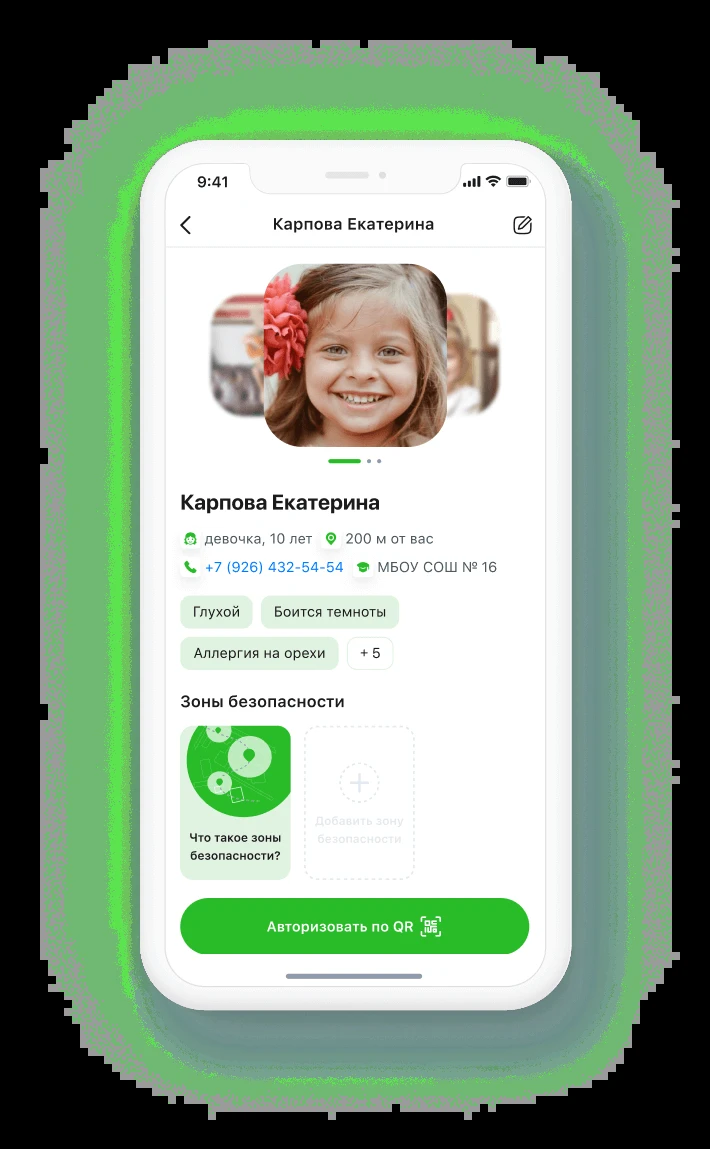 9:41
Карпова Екатерина
Карпова Екатерина
девочка, 10 лет 200 м от вас
+7 (926) 432-54-54 МБОУ СОШ № 16
Глухой Боится темноты
Аллергия на орехи + 5
Зоны безопасности
Что такое зоны
безопасности?
Добавить зону
безопасности
Авторизовать по QR